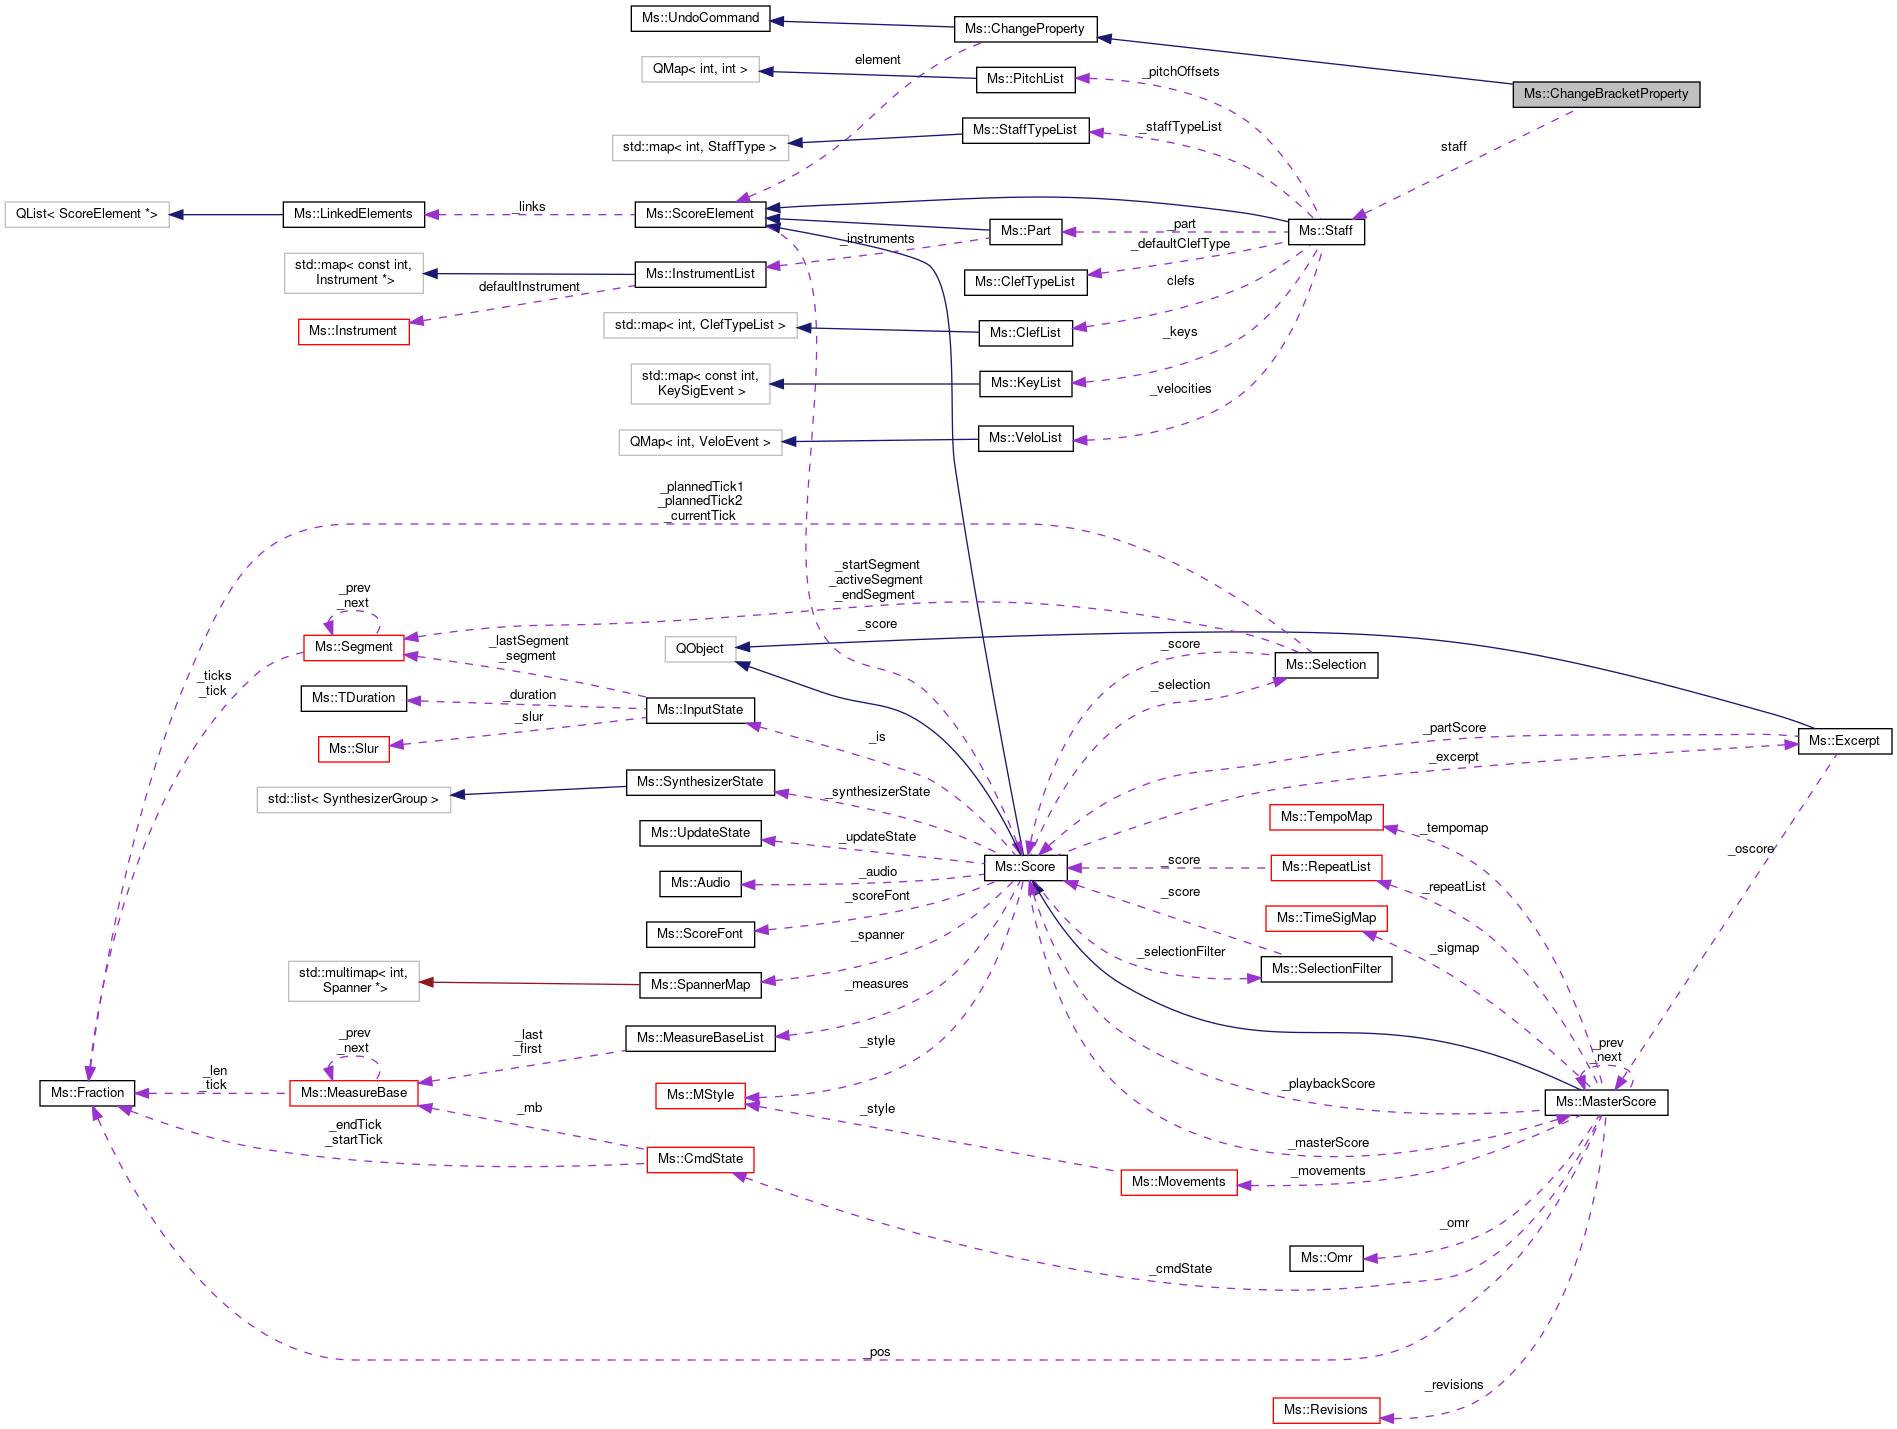 Ms::UndoCommand
Ms::ChangeProperty
element
QMap< int, int >
Ms::PitchList
_pitchOffsets
Ms::ChangeBracketProperty
std::map< int, StaffType >
Ms::StaffTypeList
_staffTypeList
staff
QList< ScoreElement *>
Ms::LinkedElements
_links
Ms::ScoreElement
Ms::Part
_part
Ms::Staff
_instruments
_defaultClefType
std::map< const int,
Instrument *>
Ms::InstrumentList
Ms::ClefTypeList
clefs
defaultInstrument
Ms::Instrument
std::map< int, ClefTypeList >
Ms::ClefList
_keys
std::map< const int,
KeySigEvent >
Ms::KeyList
_velocities
QMap< int, VeloEvent >
Ms::VeloList
_plannedTick1
_plannedTick2
_currentTick
_startSegment
_activeSegment
_endSegment
_prev
_next
_score
Ms::Segment
_lastSegment
_segment
QObject
_score
Ms::Selection
_ticks
_tick
Ms::TDuration
_duration
Ms::InputState
_selection
_slur
Ms::Slur
_is
_partScore
Ms::Excerpt
_excerpt
std::list< SynthesizerGroup >
Ms::SynthesizerState
_synthesizerState
Ms::TempoMap
_tempomap
Ms::UpdateState
_updateState
_oscore
Ms::Audio
_audio
Ms::Score
_score
Ms::RepeatList
_repeatList
_scoreFont
_score
Ms::TimeSigMap
Ms::ScoreFont
_spanner
_selectionFilter
_sigmap
Ms::SelectionFilter
std::multimap< int,
Spanner *>
Ms::SpannerMap
_measures
_prev
_next
_last
_first
Ms::MeasureBaseList
_style
_prev
_next
_len
_tick
Ms::Fraction
Ms::MeasureBase
Ms::MStyle
_playbackScore
Ms::MasterScore
_mb
_style
_endTick
_startTick
_masterScore
Ms::CmdState
_movements
Ms::Movements
_omr
Ms::Omr
_cmdState
_pos
_revisions
Ms::Revisions